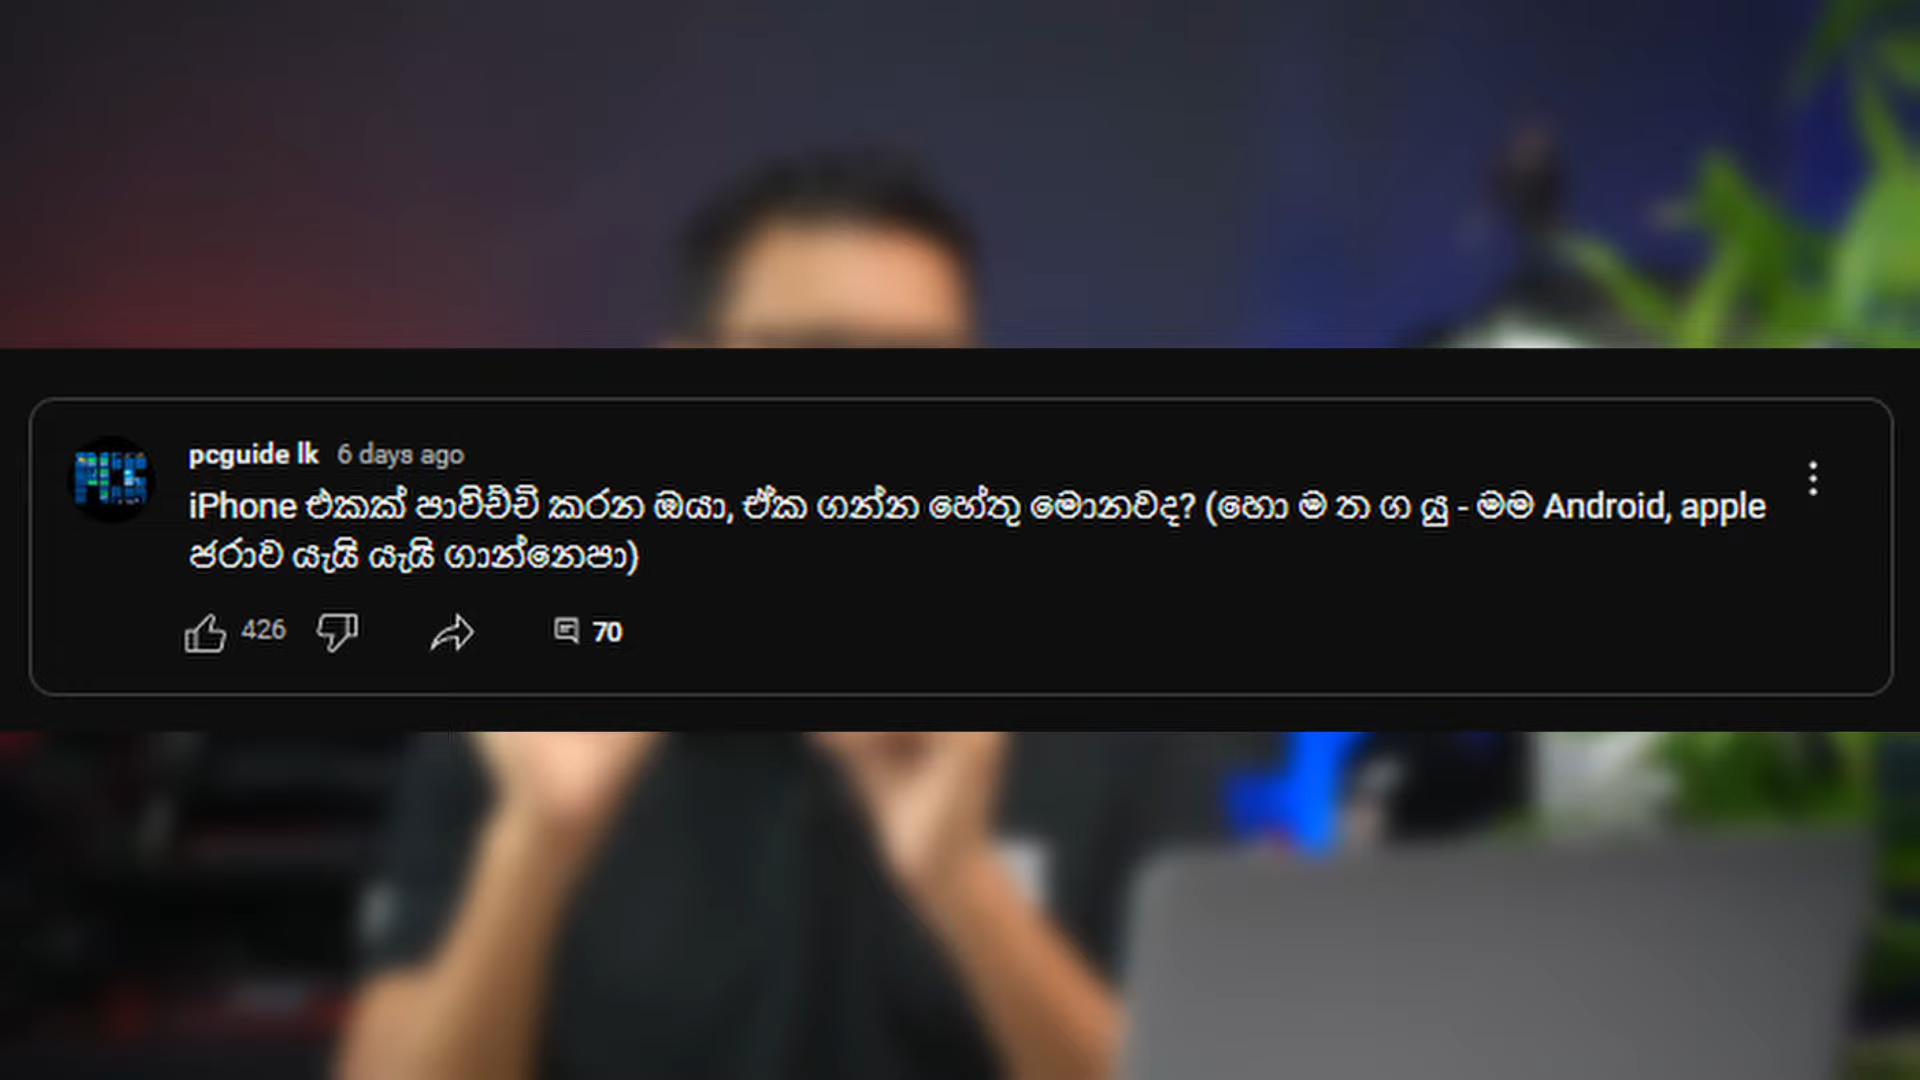 pcguide lk 6 days ago
iPhone එකක් පාවිච්චි කරන ඔයා, ඒක ගන්න හේතු මොනවද? (හො ම ත ග යු - මම Android, apple
ජරාව යැයි යැයි ගාන්නෙපා)
426 70